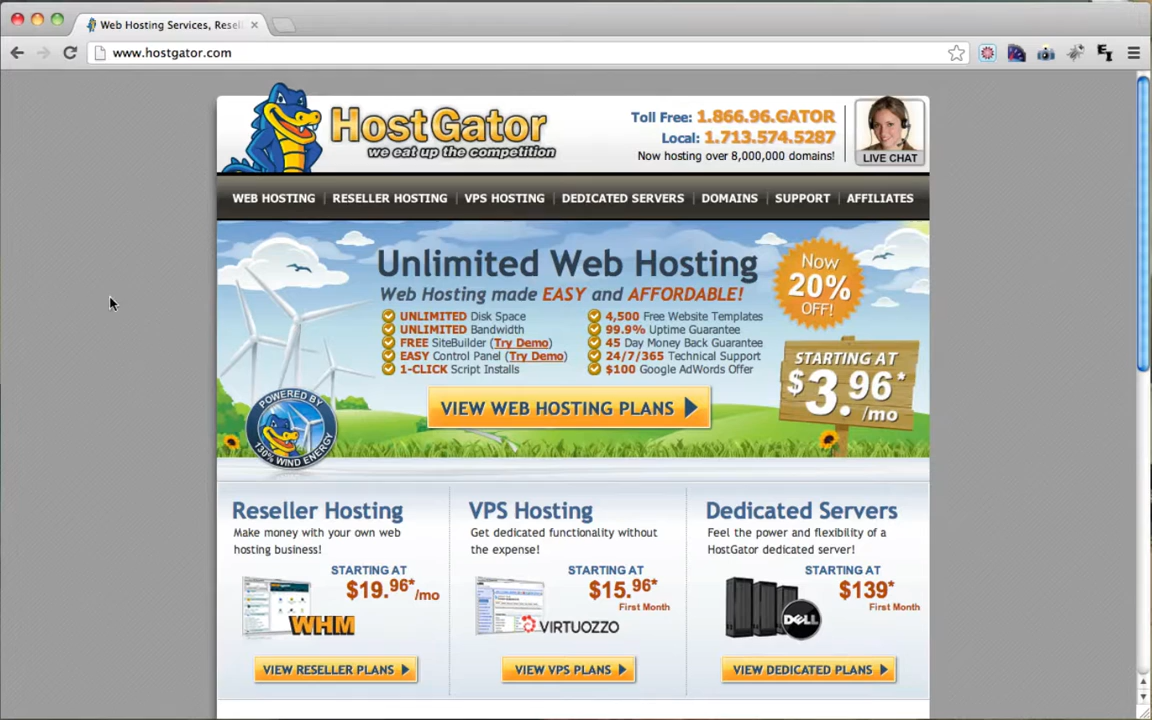 Web Hosting Services, Resel
www.hostgator.com
HostGator
we eat up the competition
Toll Free: 1.866.96.GATOR
Local: 1.713.574.5287
Now hosting over 8,000,000 domains!
LIVE CHAT
WEB HOSTING | RESELLER HOSTING | VPS HOSTING | DEDICATED SERVERS | DOMAINS | SUPPORT | AFFILIATES
Unlimited Web Hosting
Web Hosting made EASY and AFFORDABLE!
UNLIMITED Disk Space
UNLIMITED Bandwidth
FREE SiteBuilder (Try Demo)
EASY Control Panel (Try Demo)
1-CLICK Script Installs
4,500 Free Website Templates
99.9% Uptime Guarantee
45 Day Money Back Guarantee
24/7/365 Technical Support
$100 Google AdWords Offer
VIEW WEB HOSTING PLANS
Now
20%
OFF!
STARTING AT
$3.96*
/mo
POWERED BY
130% WIND ENERGY
Reseller Hosting
Make money with your own web
hosting business!
STARTING AT
$19.96*/mo
WHM
VIEW RESELLER PLANS
VPS Hosting
Get dedicated functionality without
the expense!
STARTING AT
$15.96*
First Month
VIRTUOZZO
VIEW VPS PLANS
Dedicated Servers
Feel the power and flexibility of a
HostGator dedicated server!
STARTING AT
$139*
First Month
DELL
VIEW DEDICATED PLANS